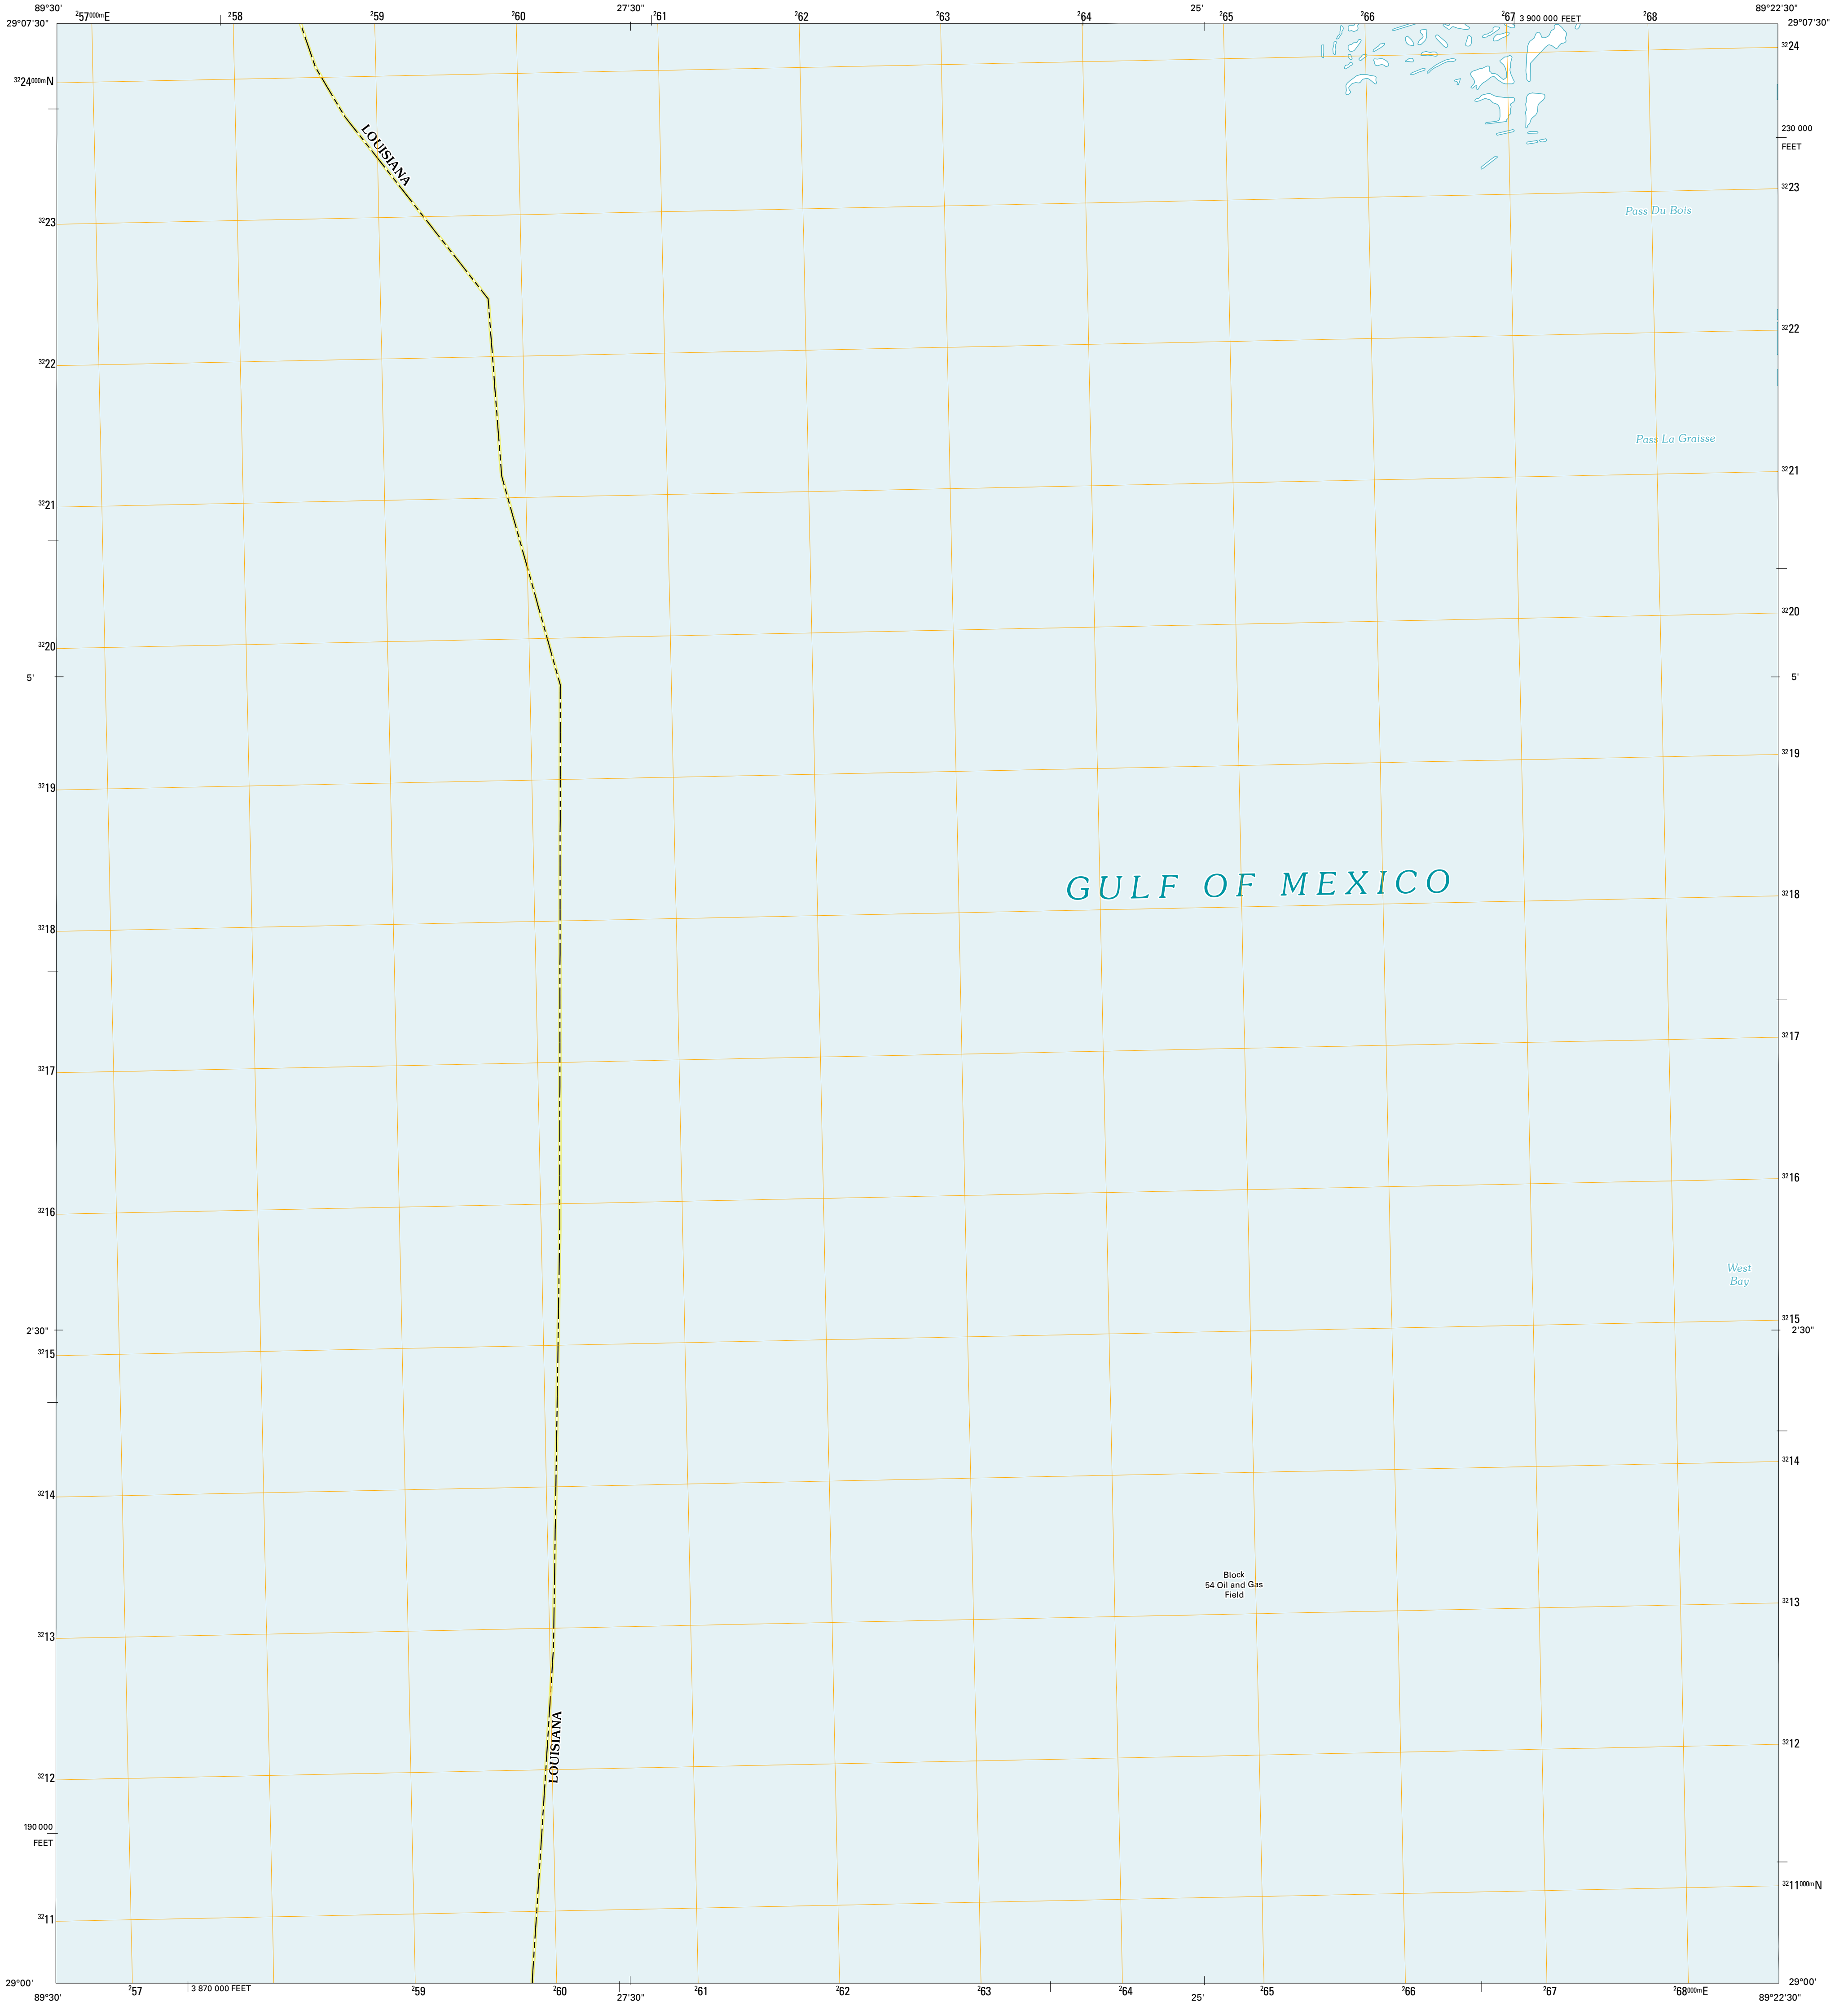 89°30' ²57⁰⁰⁰ᵐE ²58 ²59 ²60 27'30" ²61 ²62 ²63 ²64 25' ²65 ²66 ²67 3 900 000 FEET ²68 89°22'30"
29°07'30" 29°07'30"
³²24
³²24⁰⁰⁰ᵐN
230 000
FEET
LOUISIANA
³²23
Pass Du Bois
³²23
³²22
³²22
Pass La Graisse
³²21
³²21
³²20
³²20
5' 5'
³²19
³²19
GULF OF MEXICO
³²18
³²18
³²17
³²17
³²16
³²16
West
Bay
³²15
2'30" 2'30"
³²15
³²14
³²14
Block
54 Oil and Gas
Field
³²13
³²13
LOUISIANA
³²12
³²12
190 000
FEET
³²11⁰⁰⁰ᵐN
³²11
29°00' 29°00'
²57 3 870 000 FEET ²59 ²60 ²61 ²62 ²63 ²64 ²65 ²66 ²67 ²68⁰⁰⁰ᵐE
89°30' 27'30" 25' 89°22'30"